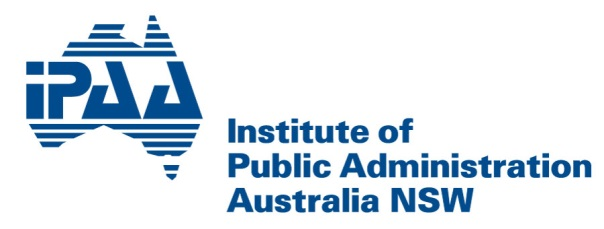 iPAA
Institute of
Public Administration
Australia NSW